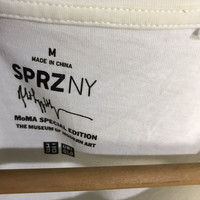 M
MADE IN CHINA
SPRZ NY
MoMA SPECIAL EDITION
THE MUSEUM OF MODERN ART